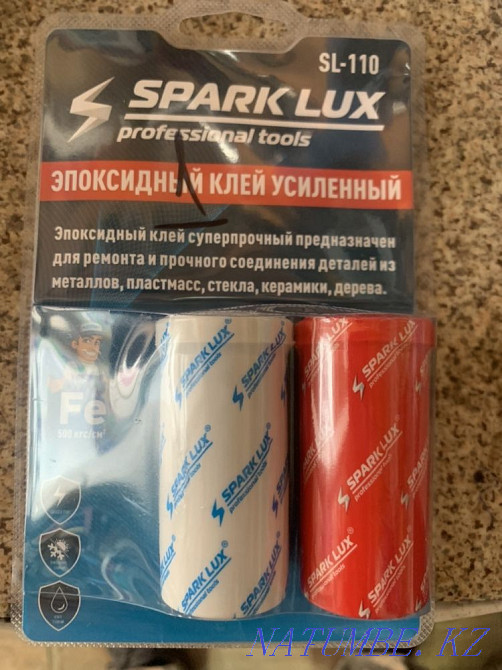 SL-110
SPARK LUX
professional tools
ЭПОКСИДНЫЙ КЛЕЙ УСИЛЕННЫЙ
Эпоксидный клей суперпрочный предназначен
для ремонта и прочного соединения деталей из
металлов, пластмасс, стекла, керамики, дерева.
Fe
SPARK LUX
professional tools
SPARK LUX
professional tools
NATUMBE.KZ